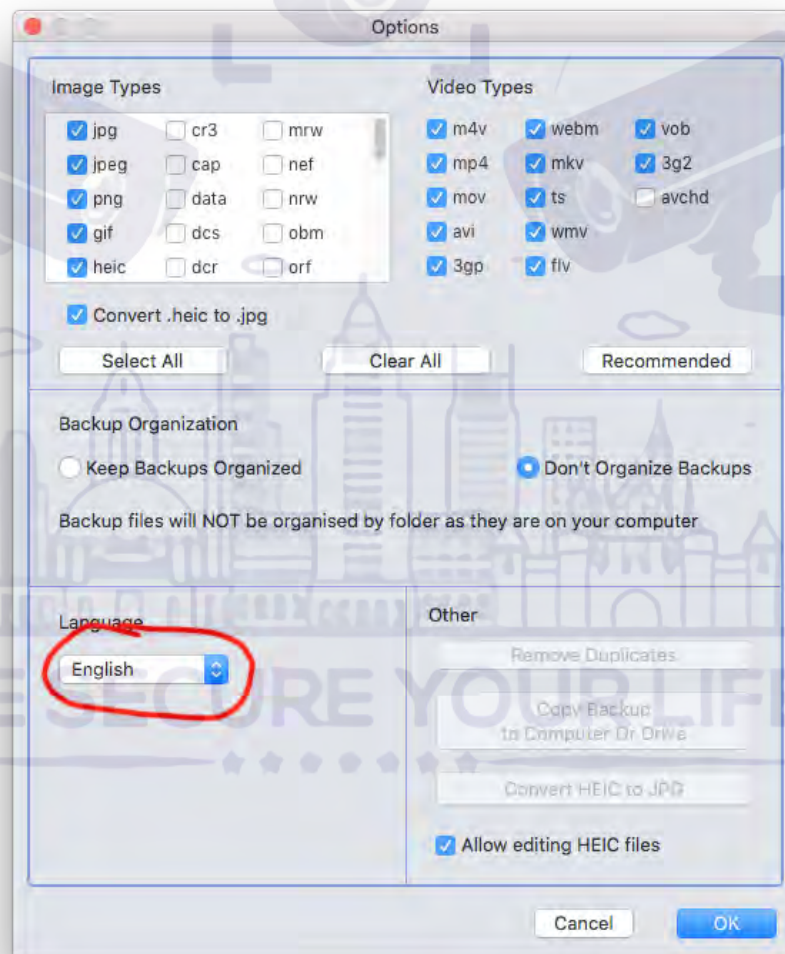 Options
Image Types
Video Types
jpg cr3 mrw
jpeg cap nef
png data nrw
gif dcs obm
heic dcr orf
m4v webm vob
mp4 mkv 3g2
mov ts avchd
avi wmv
3gp flv
Convert .heic to .jpg
Select All Clear All Recommended
Backup Organization
Keep Backups Organized Don't Organize Backups
Backup files will NOT be organised by folder as they are on your computer
Language
English
Other
Remove Duplicates
Copy Backup
to Computer Or Drive
Convert HEIC to JPG
Allow editing HEIC files
SECURE YOUR LIFE
Cancel OK